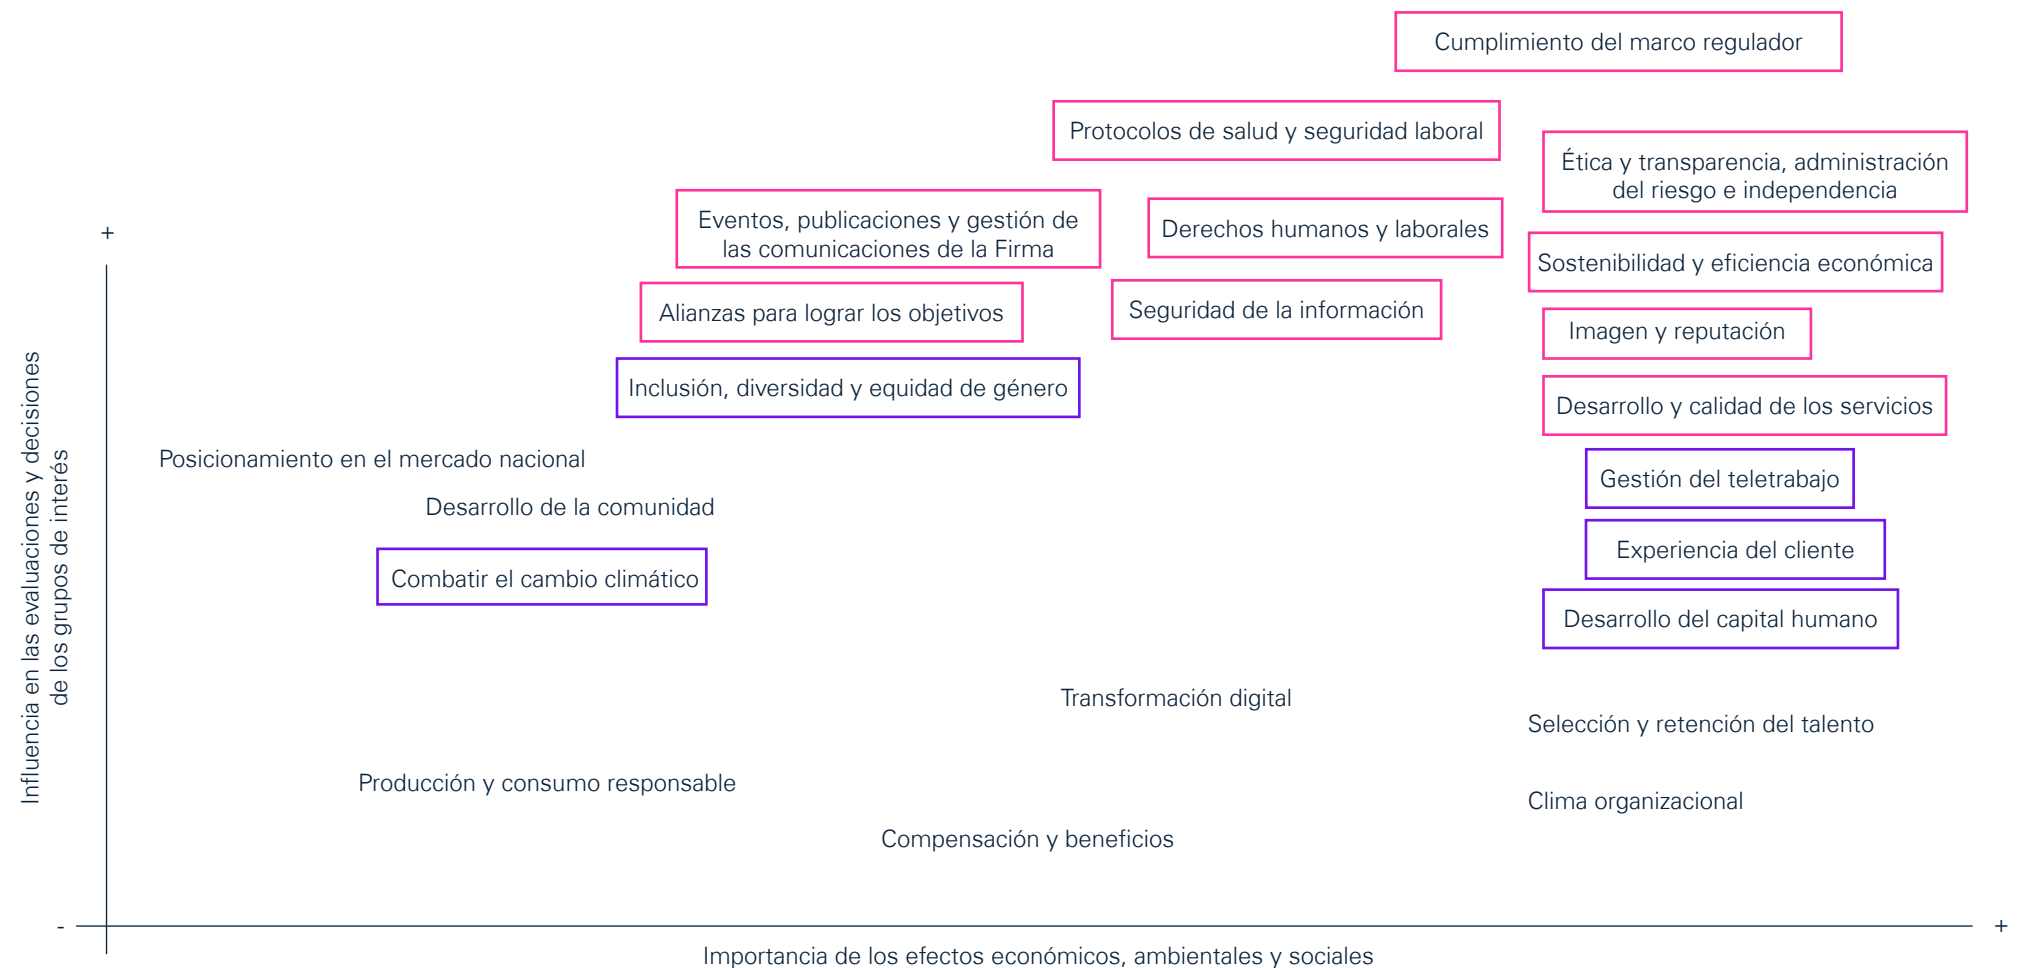 Cumplimiento del marco regulador
Protocolos de salud y seguridad laboral
Ética y transparencia, administración
del riesgo e independencia
Eventos, publicaciones y gestión de
las comunicaciones de la Firma
Derechos humanos y laborales
+
Sostenibilidad y eficiencia económica
Alianzas para lograr los objetivos
Seguridad de la información
Imagen y reputación
Inclusión, diversidad y equidad de género
Desarrollo y calidad de los servicios
Posicionamiento en el mercado nacional
Gestión del teletrabajo
Desarrollo de la comunidad
Experiencia del cliente
Combatir el cambio climático
Desarrollo del capital humano
Influencia en las evaluaciones y decisiones
de los grupos de interés
Transformación digital
Selección y retención del talento
Producción y consumo responsable
Clima organizacional
Compensación y beneficios
-
+
Importancia de los efectos económicos, ambientales y sociales